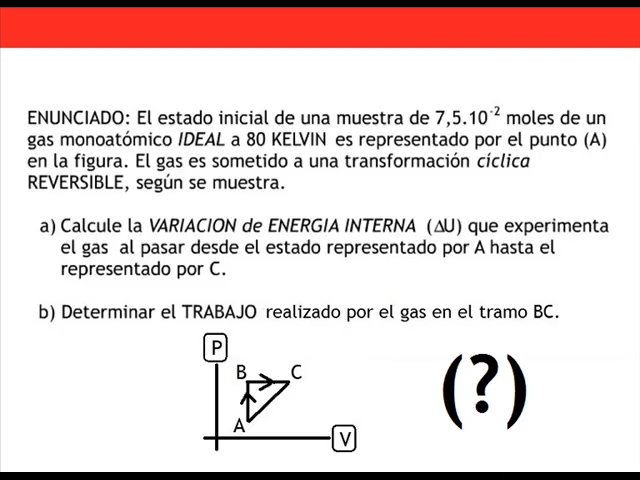 ENUNCIADO: El estado inicial de una muestra de 7,5.10⁻² moles de un
gas monoatómico IDEAL a 80 KELVIN es representado por el punto (A)
en la figura. El gas es sometido a una transformación cíclica
REVERSIBLE, según se muestra.
a) Calcule la VARIACION de ENERGIA INTERNA (ΔU) que experimenta
el gas al pasar desde el estado representado por A hasta el
representado por C.
b) Determinar el TRABAJO realizado por el gas en el tramo BC.
P
B C
A
V
(?)